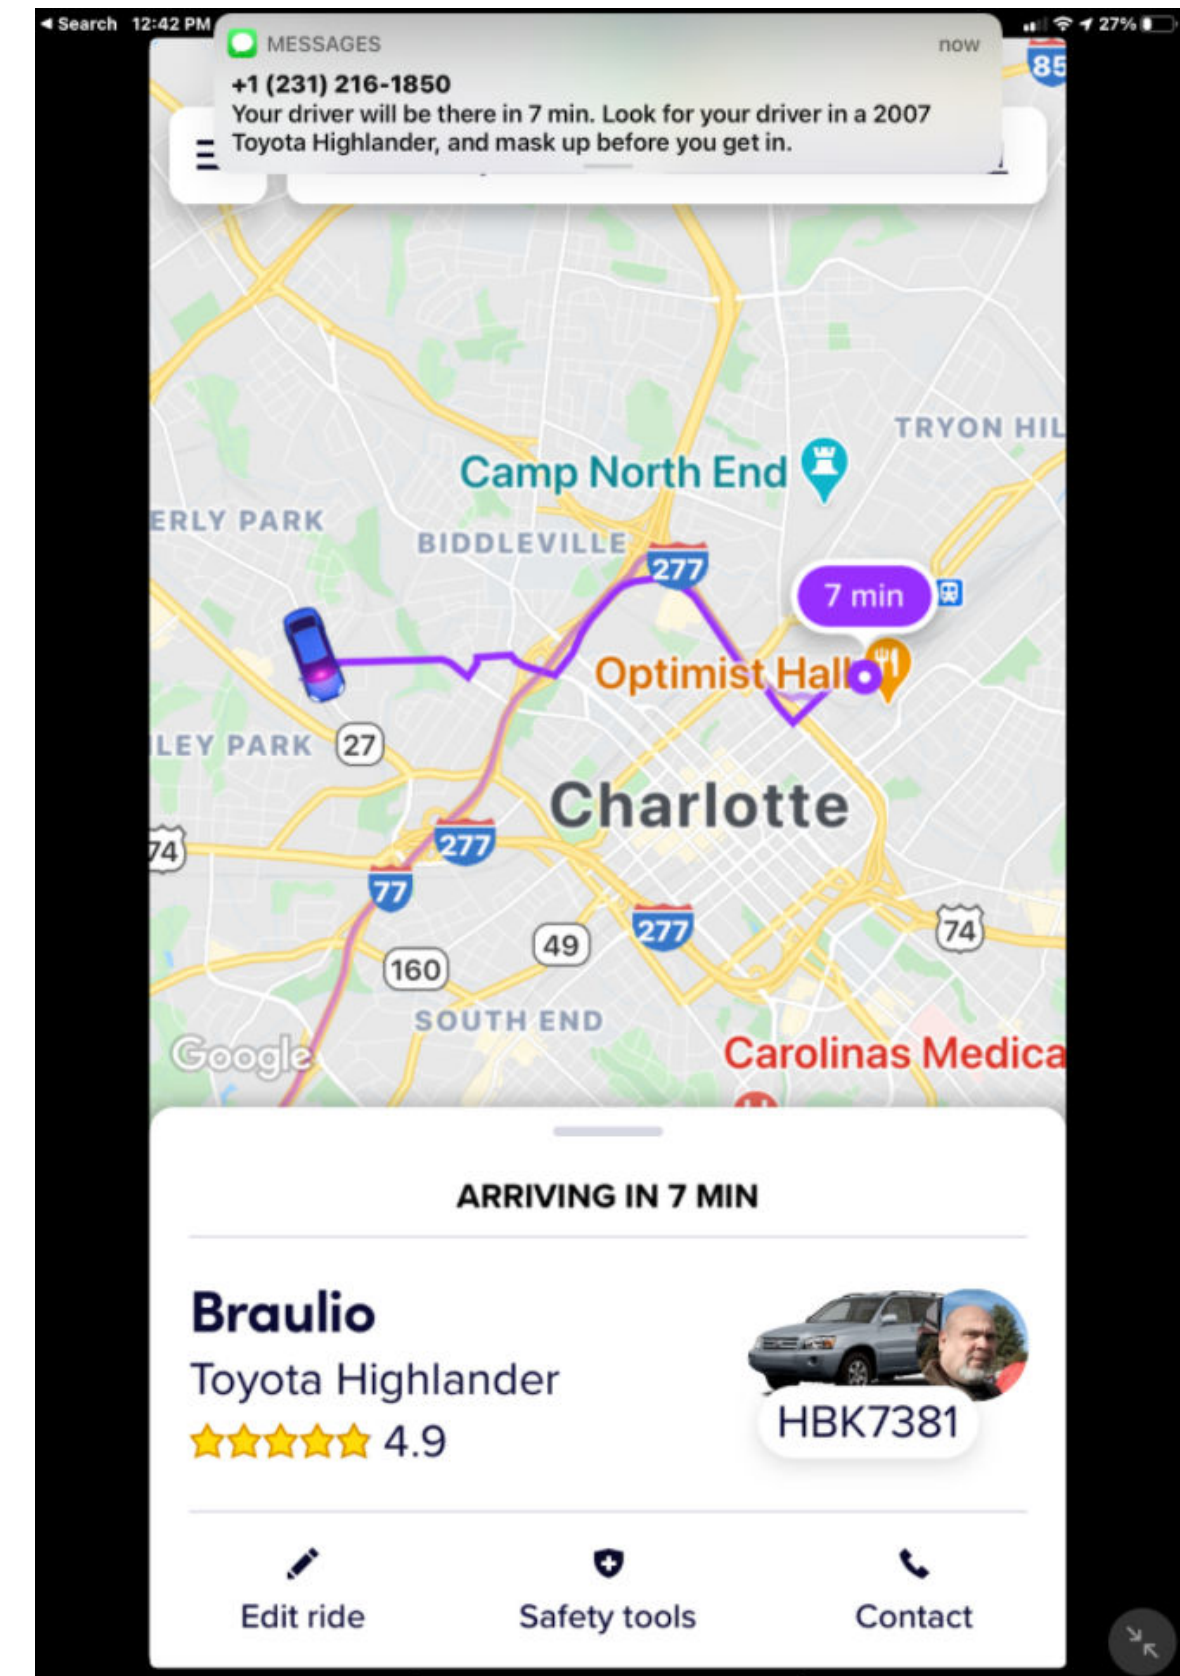 ◀ Search 12:42 PM
27%
MESSAGES
now
+1 (231) 216-1850
Your driver will be there in 7 min. Look for your driver in a 2007
Toyota Highlander, and mask up before you get in.
85
TRYON HIL
Camp North End
ERLY PARK
BIDDLEVILLE
277
7 min
Optimist Hall
LEY PARK
27
Charlotte
74
277
77
49
277
74
160
SOUTH END
Google
Carolinas Medica
H
ARRIVING IN 7 MIN
Braulio
Toyota Highlander
4.9
HBK7381
Edit ride
Safety tools
Contact